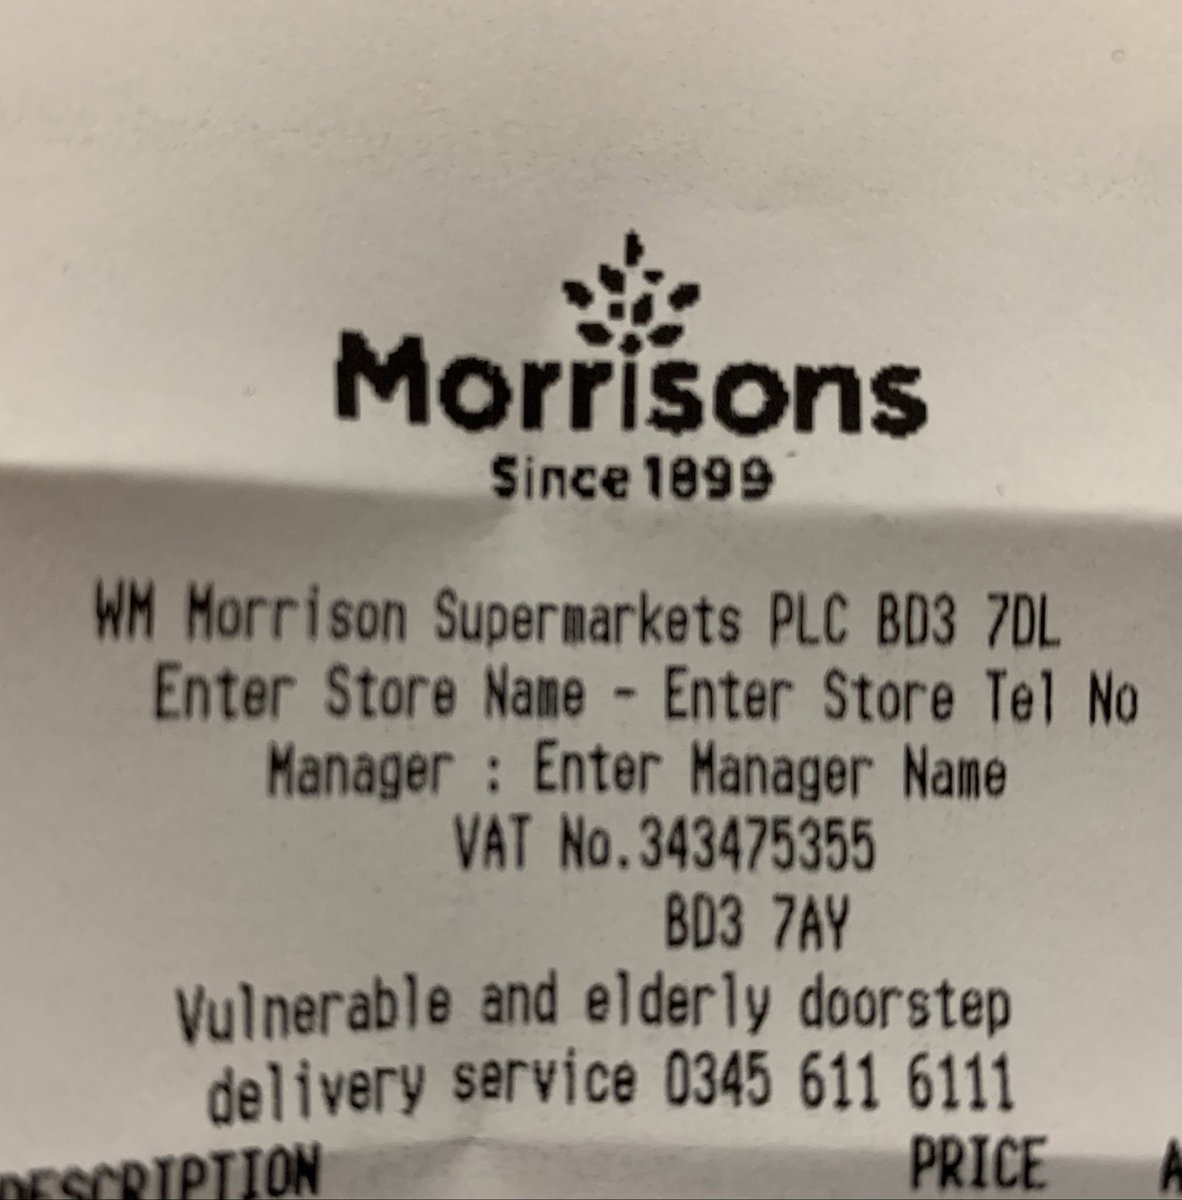 Morrisons
Since 1899
WM Morrison Supermarkets PLC BD3 7DL
Enter Store Name - Enter Store Tel No
Manager : Enter Manager Name
VAT No.343475355
BD3 7AY
Vulnerable and elderly doorstep
delivery service 0345 611 6111
DESCRIPTION PRICE